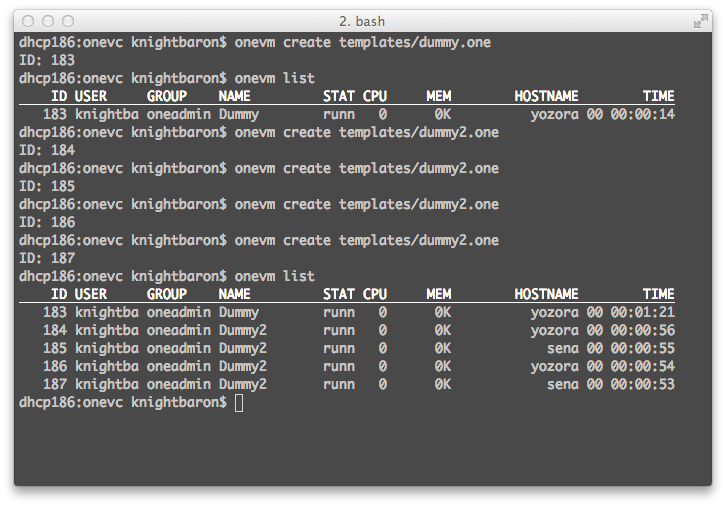 2. bash
dhcp186:onevc knightbaron$ onevm create templates/dummy.one
ID: 183
dhcp186:onevc knightbaron$ onevm list
    ID USER     GROUP    NAME         STAT CPU     MEM        HOSTNAME        TIME
   183 knightba oneadmin Dummy        runn   0      0K          yozora 00 00:00:14
dhcp186:onevc knightbaron$ onevm create templates/dummy2.one
ID: 184
dhcp186:onevc knightbaron$ onevm create templates/dummy2.one
ID: 185
dhcp186:onevc knightbaron$ onevm create templates/dummy2.one
ID: 186
dhcp186:onevc knightbaron$ onevm create templates/dummy2.one
ID: 187
dhcp186:onevc knightbaron$ onevm list
    ID USER     GROUP    NAME         STAT CPU     MEM        HOSTNAME        TIME
   183 knightba oneadmin Dummy        runn   0      0K          yozora 00 00:01:21
   184 knightba oneadmin Dummy2       runn   0      0K          yozora 00 00:00:56
   185 knightba oneadmin Dummy2       runn   0      0K            sena 00 00:00:55
   186 knightba oneadmin Dummy2       runn   0      0K          yozora 00 00:00:54
   187 knightba oneadmin Dummy2       runn   0      0K            sena 00 00:00:53
dhcp186:onevc knightbaron$